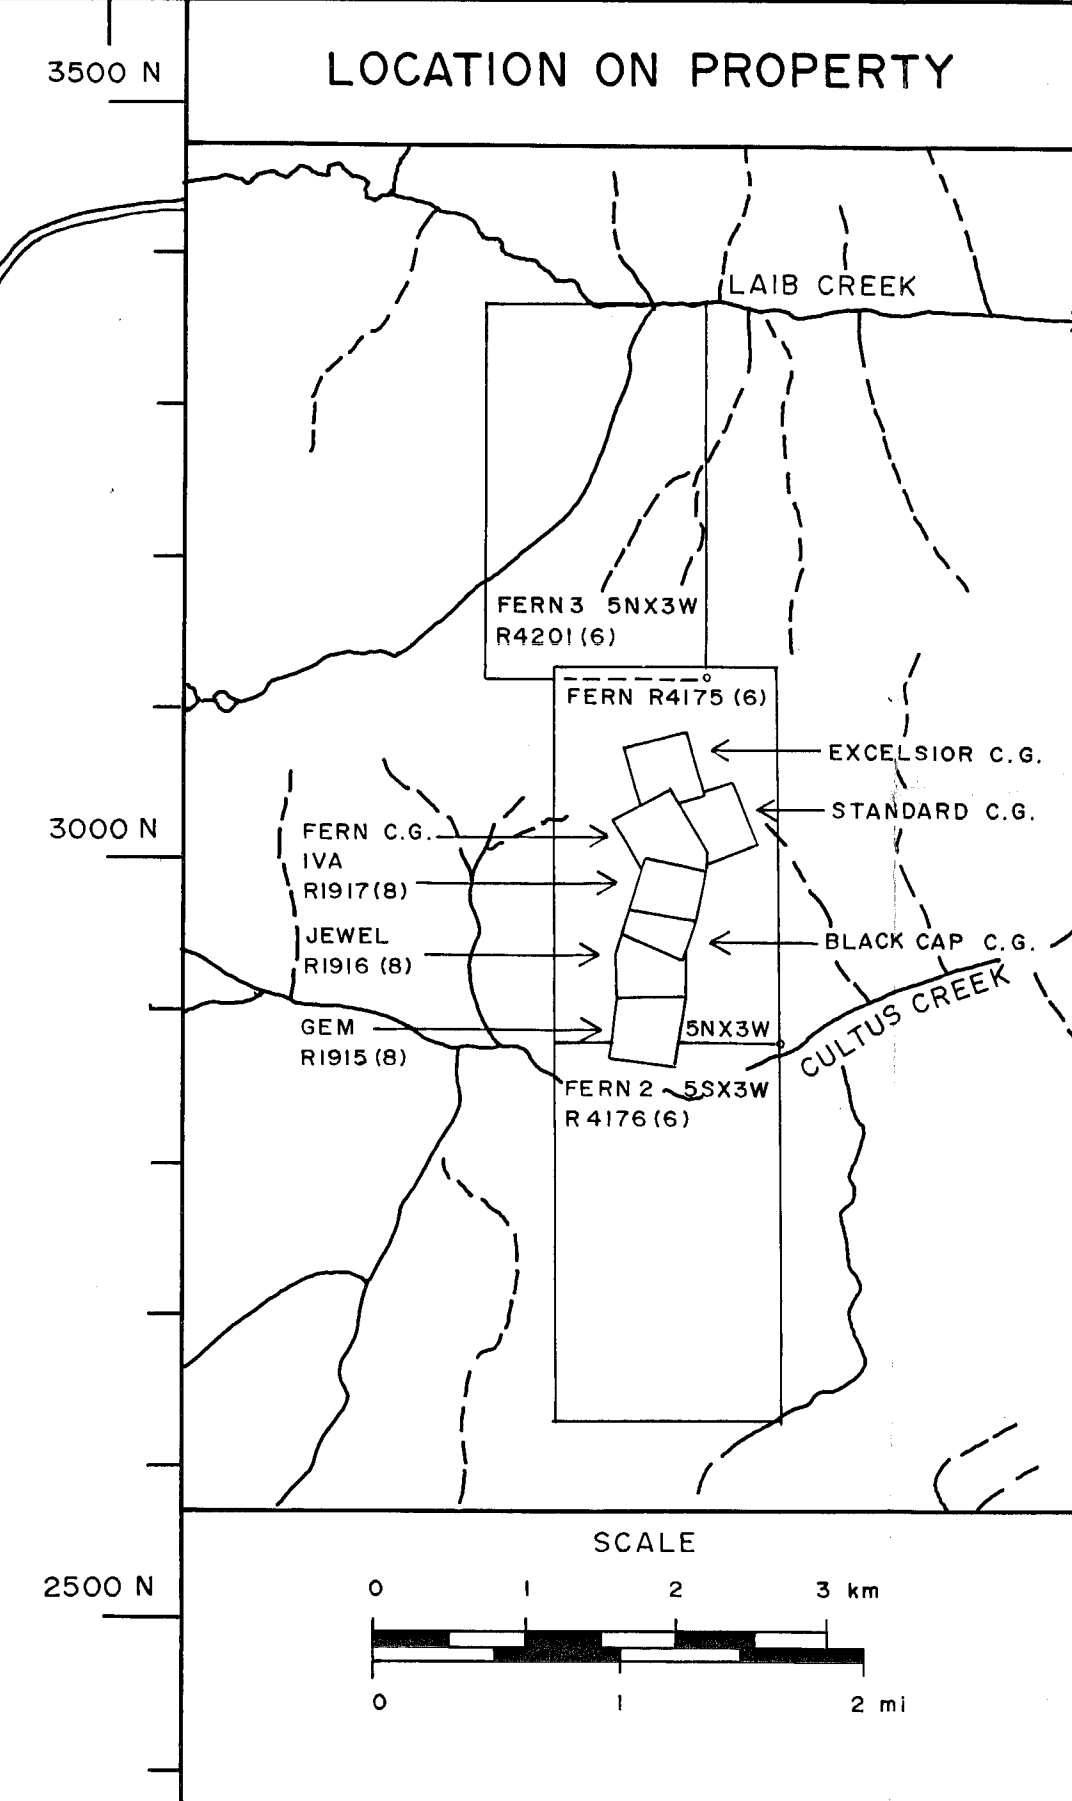 3500 N
LOCATION ON PROPERTY
LAIB CREEK
FERN 3 5NX3W
R4201(6)
FERN R4175(6)
EXCELSIOR C.G.
STANDARD C.G.
3000 N
FERN C.G.
IVA
R1917(8)
JEWEL
R1916(8)
BLACK CAP C.G.
CULTUS CREEK
GEM
R1915(8)
5NX3W
FERN 2 5SX3W
R4176(6)
SCALE
2500 N
0 1 2 3 km
0 1 2 mi